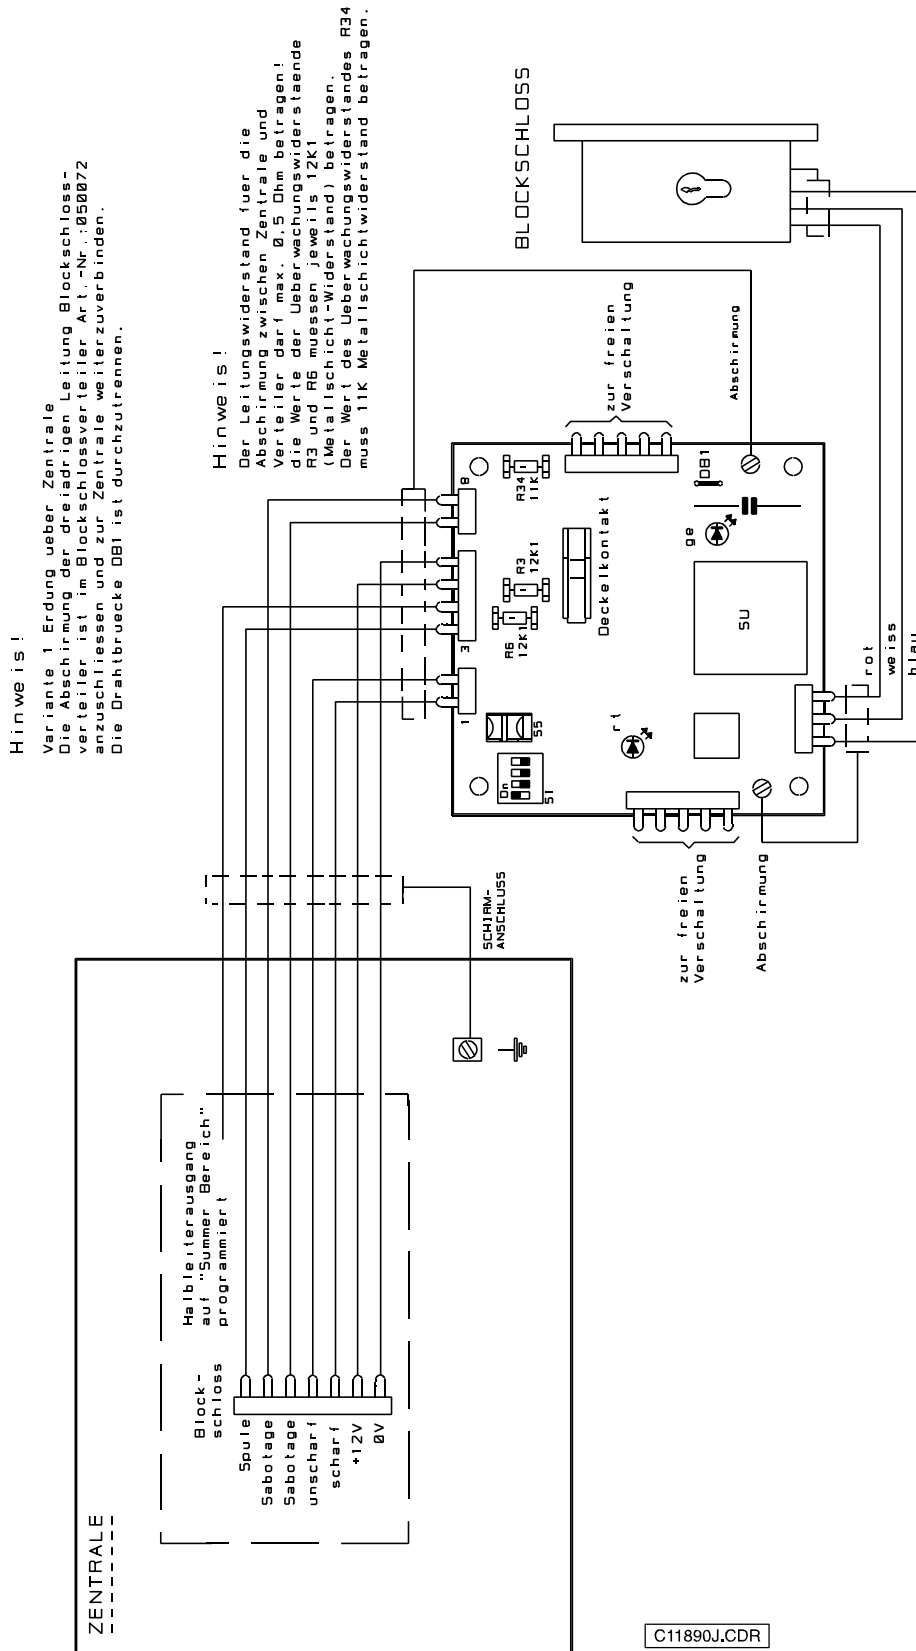 Hinweis!
Variante 1 Erdung ueber Zentrale
Die Abschirmung der dreiadrigen Leitung Blockschloss-
verteiler ist im Blockschlossverteiler Art.-Nr.:050072
anzuschliessen und zur Zentrale weiterzuverbinden.
Die Drahtbruecke DB1 ist durchzutrennen.
Hinweis!
Der Leitungswiderstand fuer die
Abschirmung zwischen Zentrale und
Verteiler darf max. 0,5 Ohm betragen!
die Werte der Ueberwachungswiderstaende
R3 und R6 muessen jeweils 12K1
(Metallschicht-Widerstand) betragen.
Der Wert des Ueberwachungswiderstandes R34
muss 11K Metallschichtwiderstand betragen.
ZENTRALE
Halbleiterausgang
auf "Summer Bereich"
programmiert
Block-
schloss
Spule
Sabotage
Sabotage
unscharf
scharf
+12V
0V
SCHIRM-
ANSCHLUSS
1
3
8
S5
On
S1
R6
12K1
R3
12K1
R34
11K
Deckelkontakt
rt
ge
DB1
SU
zur freien
Verschaltung
Abschirmung
zur freien
Verschaltung
Abschirmung
BLOCKSCHLOSS
rot
weiss
blau
C11890J.CDR